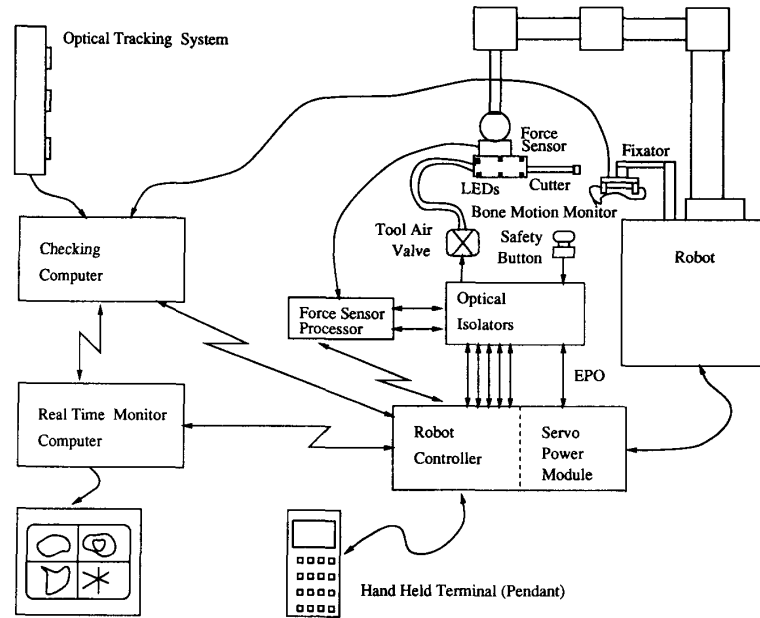 Optical Tracking System
Force
Sensor
Fixator
LEDs
Cutter
Bone Motion Monitor
Tool Air
Valve
Safety
Button
Checking
Computer
Robot
Force Sensor
Processor
Optical
Isolators
EPO
Real Time Monitor
Computer
Robot
Controller
Servo
Power
Module
Hand Held Terminal (Pendant)